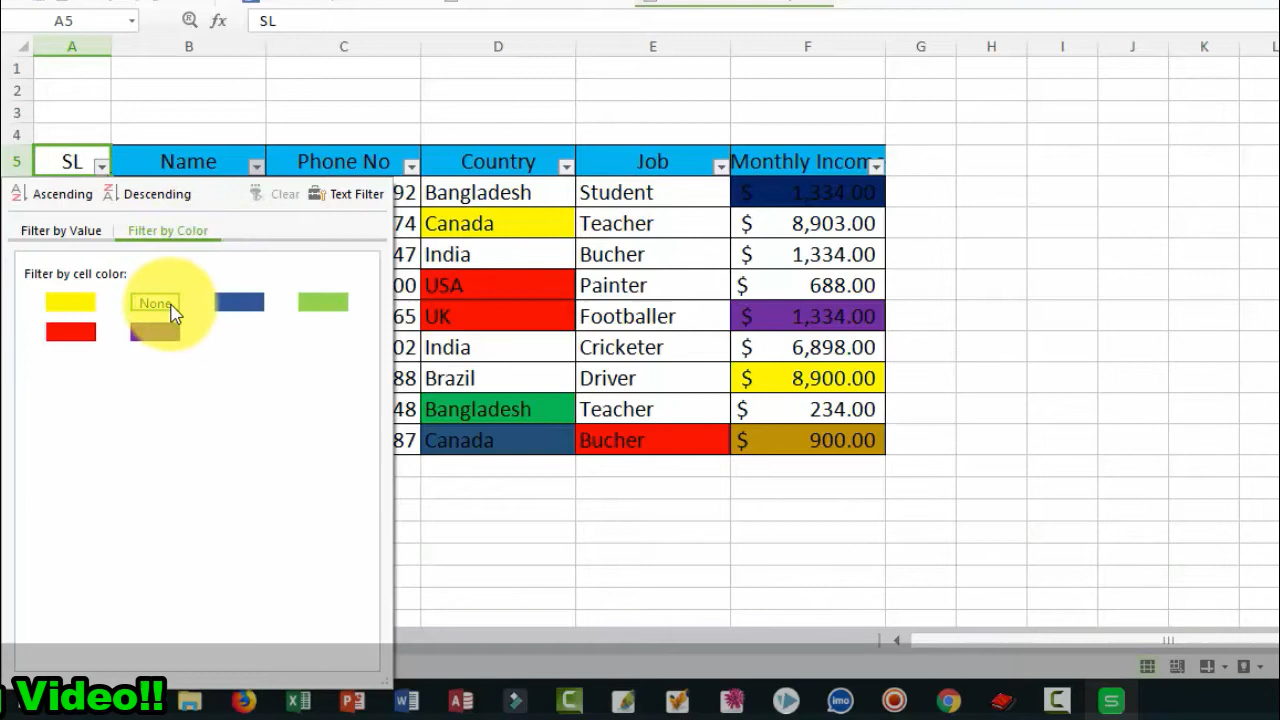 A5 fx SL
A B C D E F G H I J K L
1
2
3
4
5 SL Name Phone No Country Job Monthly Incom
Ascending Descending Clear Text Filter
Filter by Value Filter by Color
Filter by cell color:
None
92 Bangladesh Student $ 1,334.00
74 Canada Teacher $ 8,903.00
47 India Bucher $ 1,334.00
00 USA Painter $ 688.00
65 UK Footballer $ 1,334.00
02 India Cricketer $ 6,898.00
88 Brazil Driver $ 8,900.00
48 Bangladesh Teacher $ 234.00
87 Canada Bucher $ 900.00
Video!!
imo